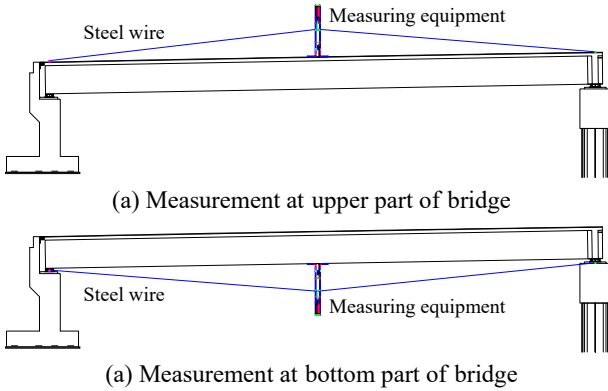 Measuring equipment
Steel wire
(a) Measurement at upper part of bridge
Steel wire
Measuring equipment
(a) Measurement at bottom part of bridge